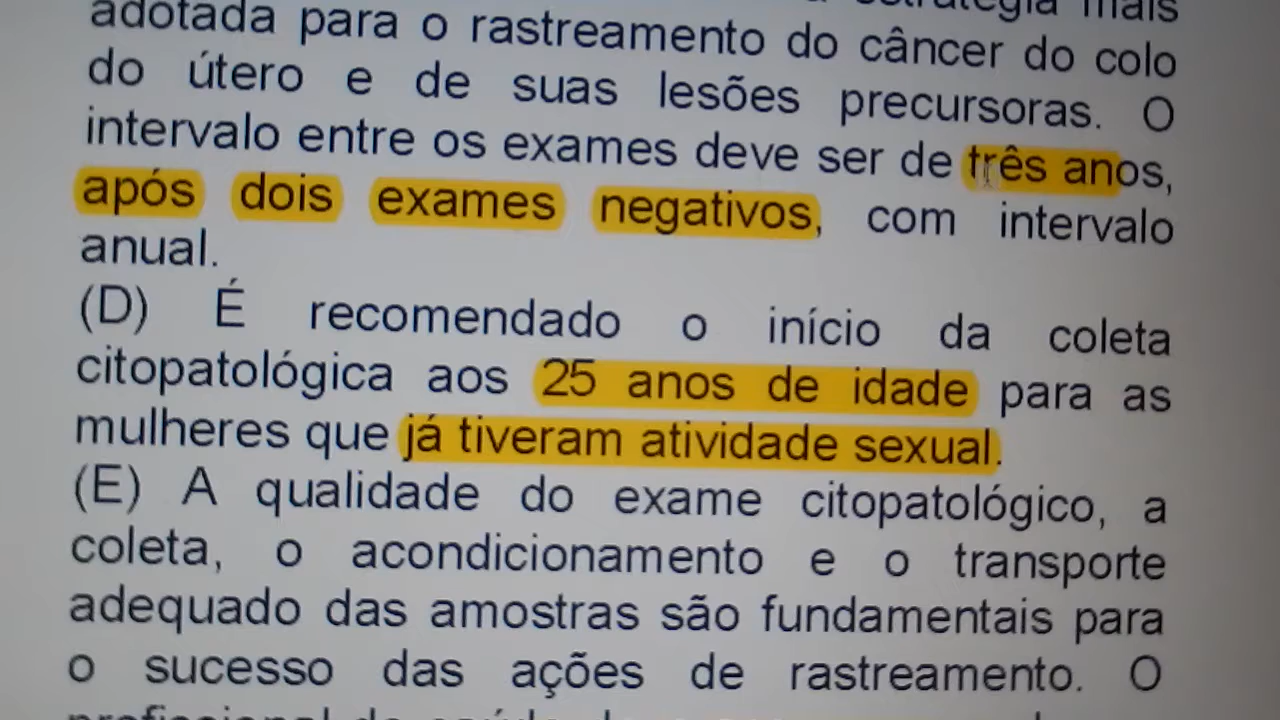 adotada para o rastreamento do câncer do colo
do útero e de suas lesões precursoras. O
intervalo entre os exames deve ser de três anos,
após dois exames negativos, com intervalo
anual.
(D) É recomendado o início da coleta
citopatológica aos 25 anos de idade para as
mulheres que já tiveram atividade sexual.
(E) A qualidade do exame citopatológico, a
coleta, o acondicionamento e o transporte
adequado das amostras são fundamentais para
o sucesso das ações de rastreamento. O